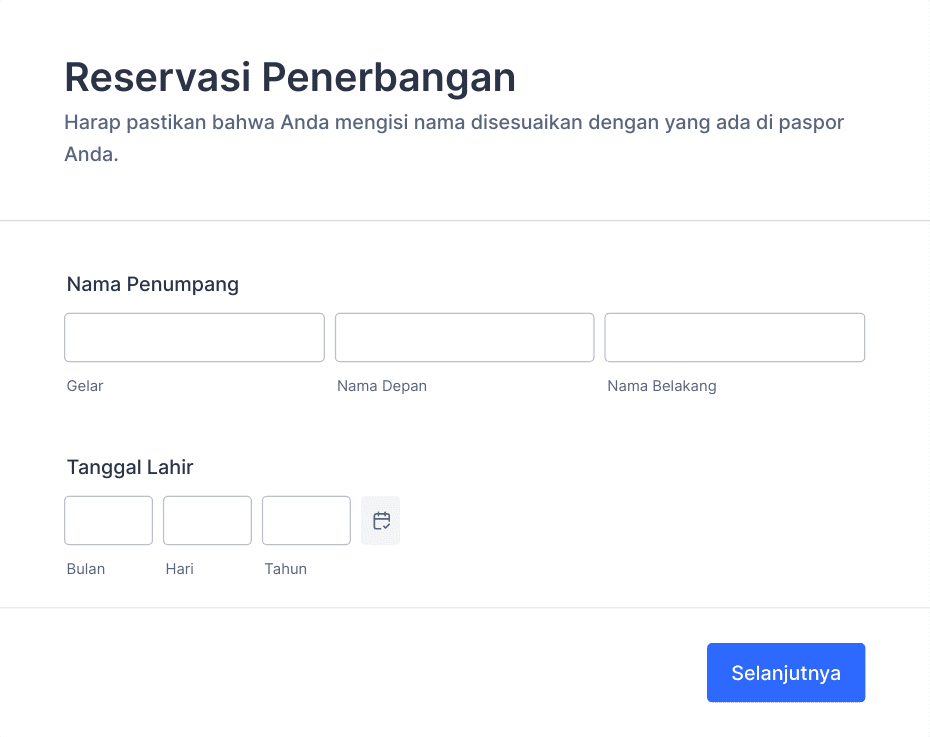 Reservasi Penerbangan
Harap pastikan bahwa Anda mengisi nama disesuaikan dengan yang ada di paspor
Anda.
Nama Penumpang
Gelar
Nama Depan
Nama Belakang
Tanggal Lahir
Bulan
Hari
Tahun
Selanjutnya